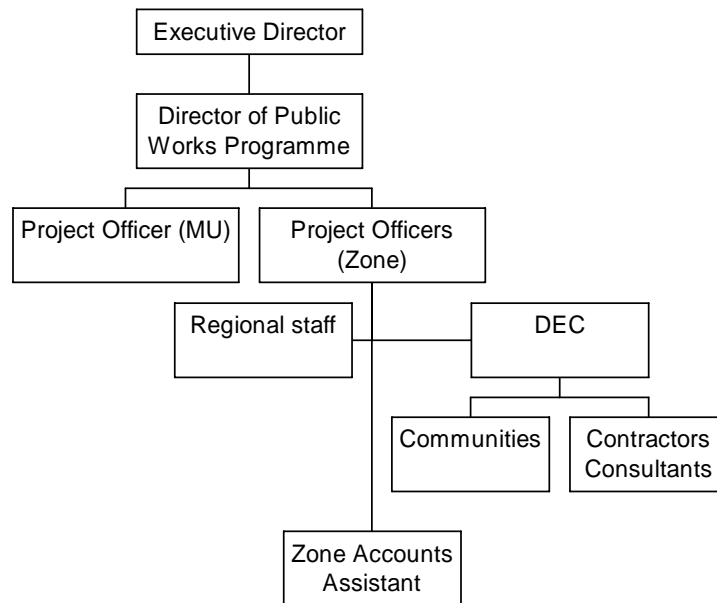 Executive Director
Director of Public
Works Programme
Project Officer (MU)
Project Officers
(Zone)
Regional staff
DEC
Communities
Contractors
Consultants
Zone Accounts
Assistant